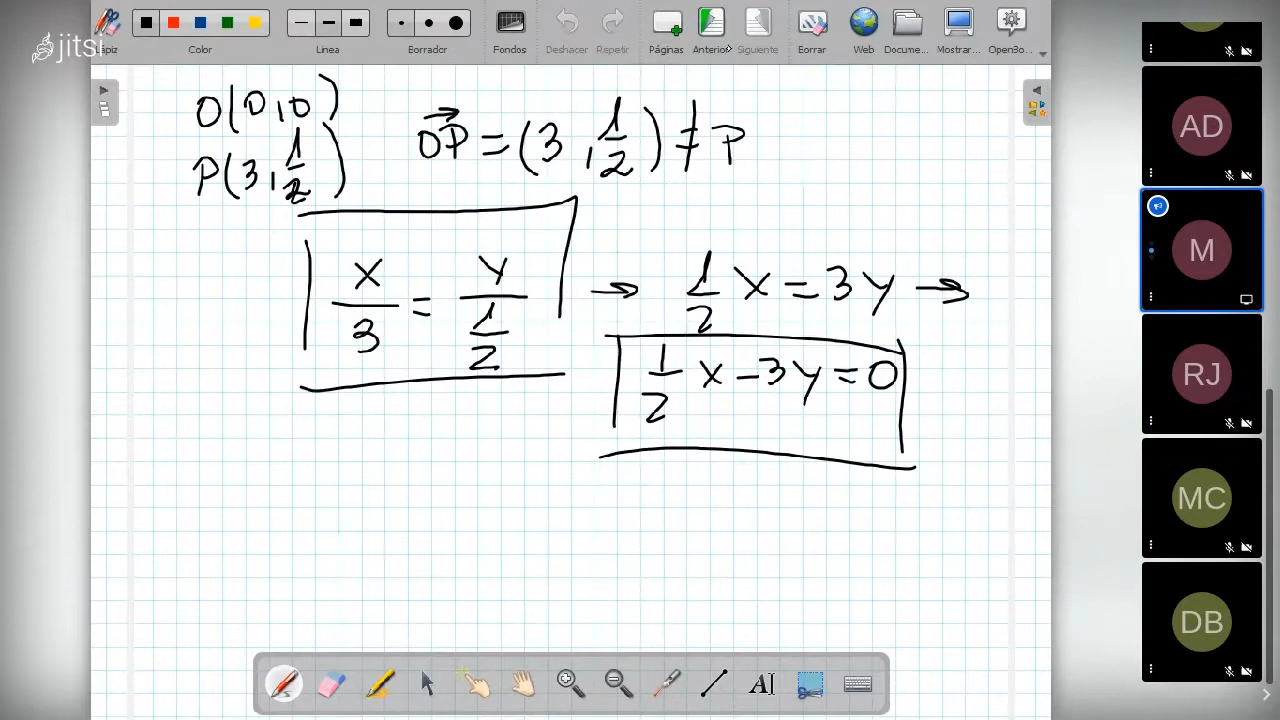 jitsi
Lápiz Color Linea Borrador Fondos Deshacer Repetir Páginas Anterior Siguiente Borrar Web Docume... Mostrar... OpenBo...
O(0,0)
P(3,1/2)
OP→ = (3, 1/2) ≠ P
x/3 = y/(1/2) → 1/2 x = 3y →
1/2 x - 3y = 0
AI
AD
M
RJ
MC
DB